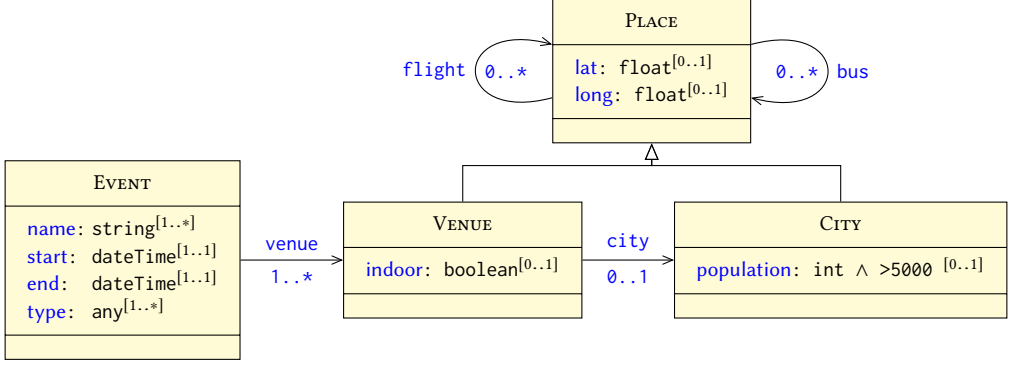 PLACE
flight 0..* lat: float[0..1] 0..* bus
long: float[0..1]
EVENT
name: string[1..*]
start: dateTime[1..1]
end: dateTime[1..1]
type: any[1..*]
venue
1..*
VENUE
indoor: boolean[0..1]
city
0..1
CITY
population: int ∧ >5000 [0..1]